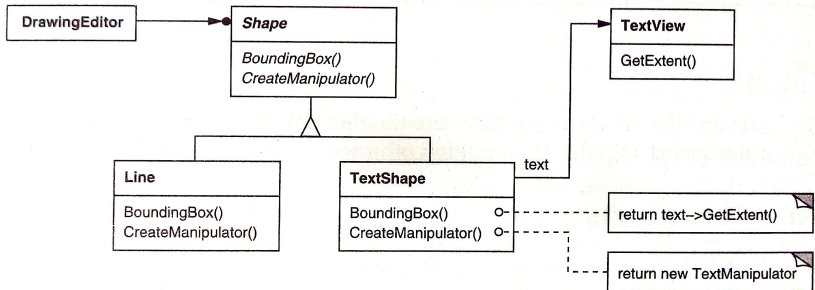 DrawingEditor
Shape
BoundingBox()
CreateManipulator()
TextView
GetExtent()
Line
BoundingBox()
CreateManipulator()
TextShape
BoundingBox()
CreateManipulator()
text
return text–>GetExtent()
return new TextManipulator